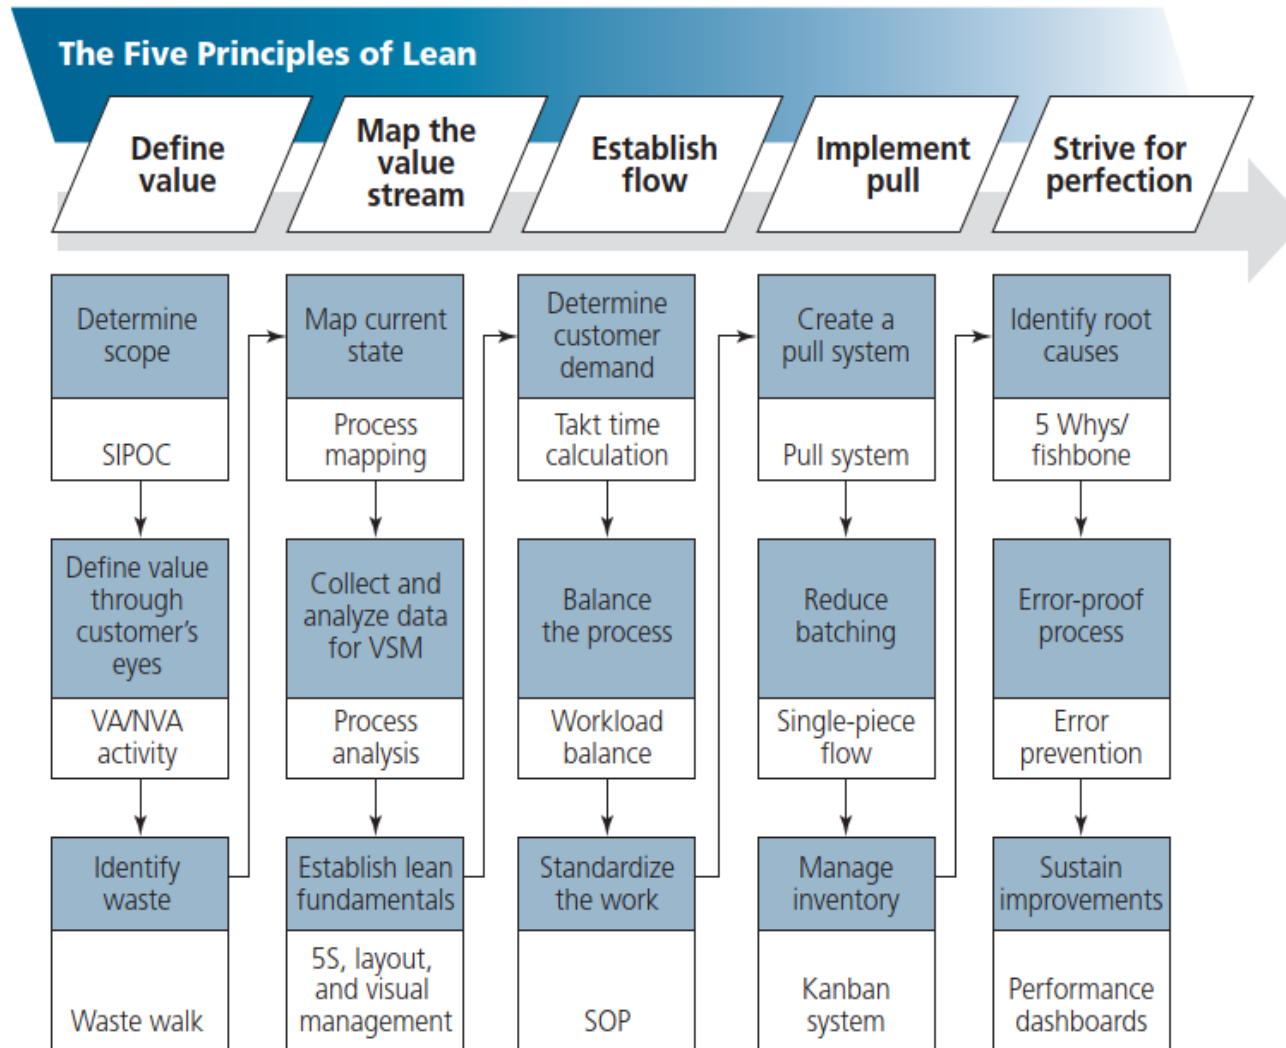 The Five Principles of Lean
Define
value
Map the
value
stream
Establish
flow
Implement
pull
Strive for
perfection
Determine
scope
SIPOC
Define value
through
customer's
eyes
VA/NVA
activity
Identify
waste
Waste walk
Map current
state
Process
mapping
Collect and
analyze data
for VSM
Process
analysis
Establish lean
fundamentals
5S, layout,
and visual
management
Determine
customer
demand
Takt time
calculation
Balance
the process
Workload
balance
Standardize
the work
SOP
Create a
pull system
Pull system
Reduce
batching
Single-piece
flow
Manage
inventory
Kanban
system
Identify root
causes
5 Whys/
fishbone
Error-proof
process
Error
prevention
Sustain
improvements
Performance
dashboards